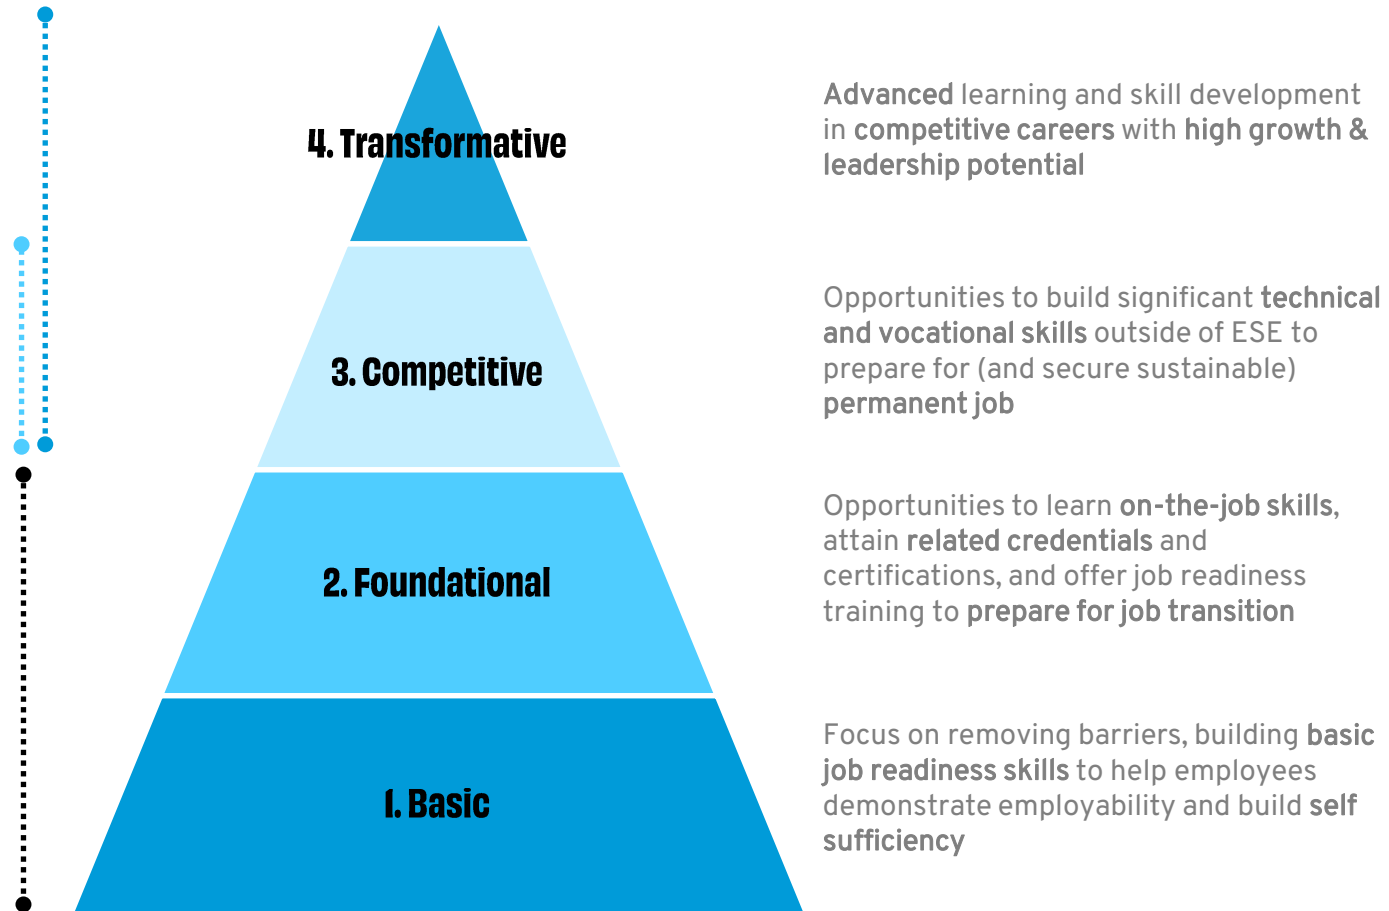 4. Transformative
Advanced learning and skill development
in competitive careers with high growth &
leadership potential
3. Competitive
Opportunities to build significant technical
and vocational skills outside of ESE to
prepare for (and secure sustainable)
permanent job
2. Foundational
Opportunities to learn on-the-job skills,
attain related credentials and
certifications, and offer job readiness
training to prepare for job transition
1. Basic
Focus on removing barriers, building basic
job readiness skills to help employees
demonstrate employability and build self
sufficiency